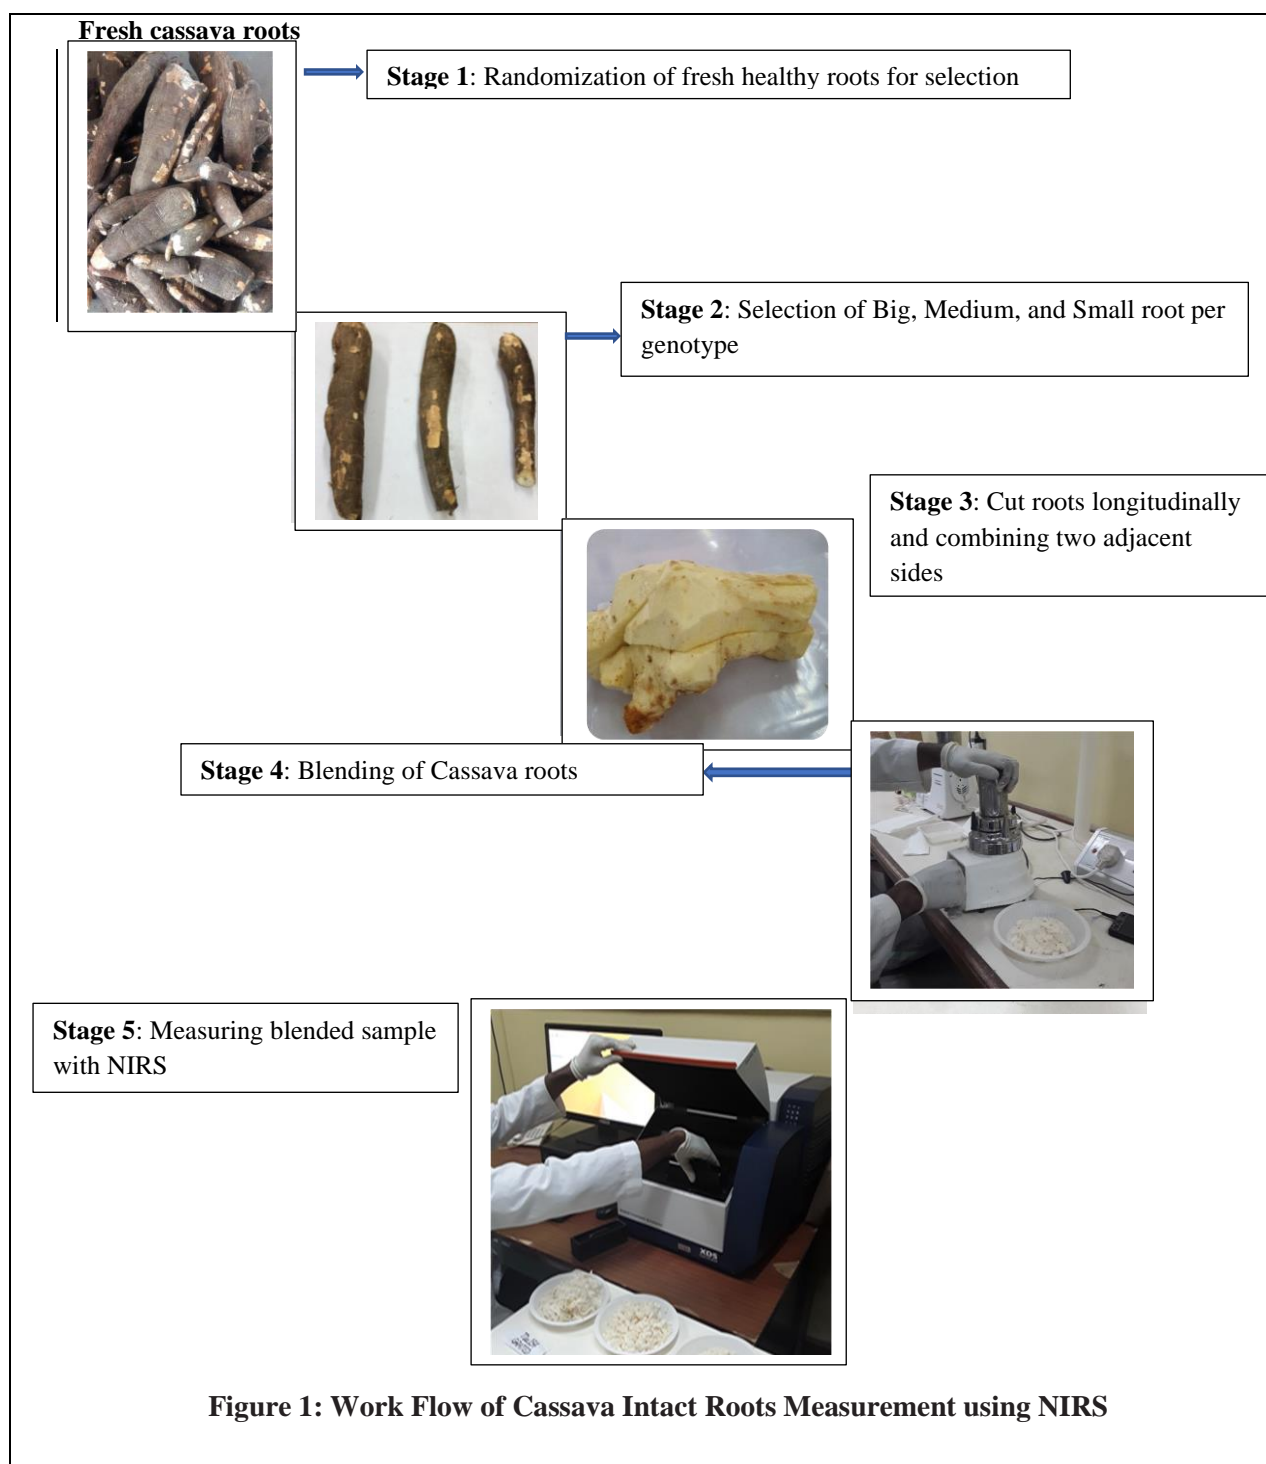 Fresh cassava roots
Stage 1: Randomization of fresh healthy roots for selection
Stage 2: Selection of Big, Medium, and Small root per
genotype
Stage 3: Cut roots longitudinally
and combining two adjacent
sides
Stage 4: Blending of Cassava roots
Stage 5: Measuring blended sample
with NIRS
XDS
Figure 1: Work Flow of Cassava Intact Roots Measurement using NIRS